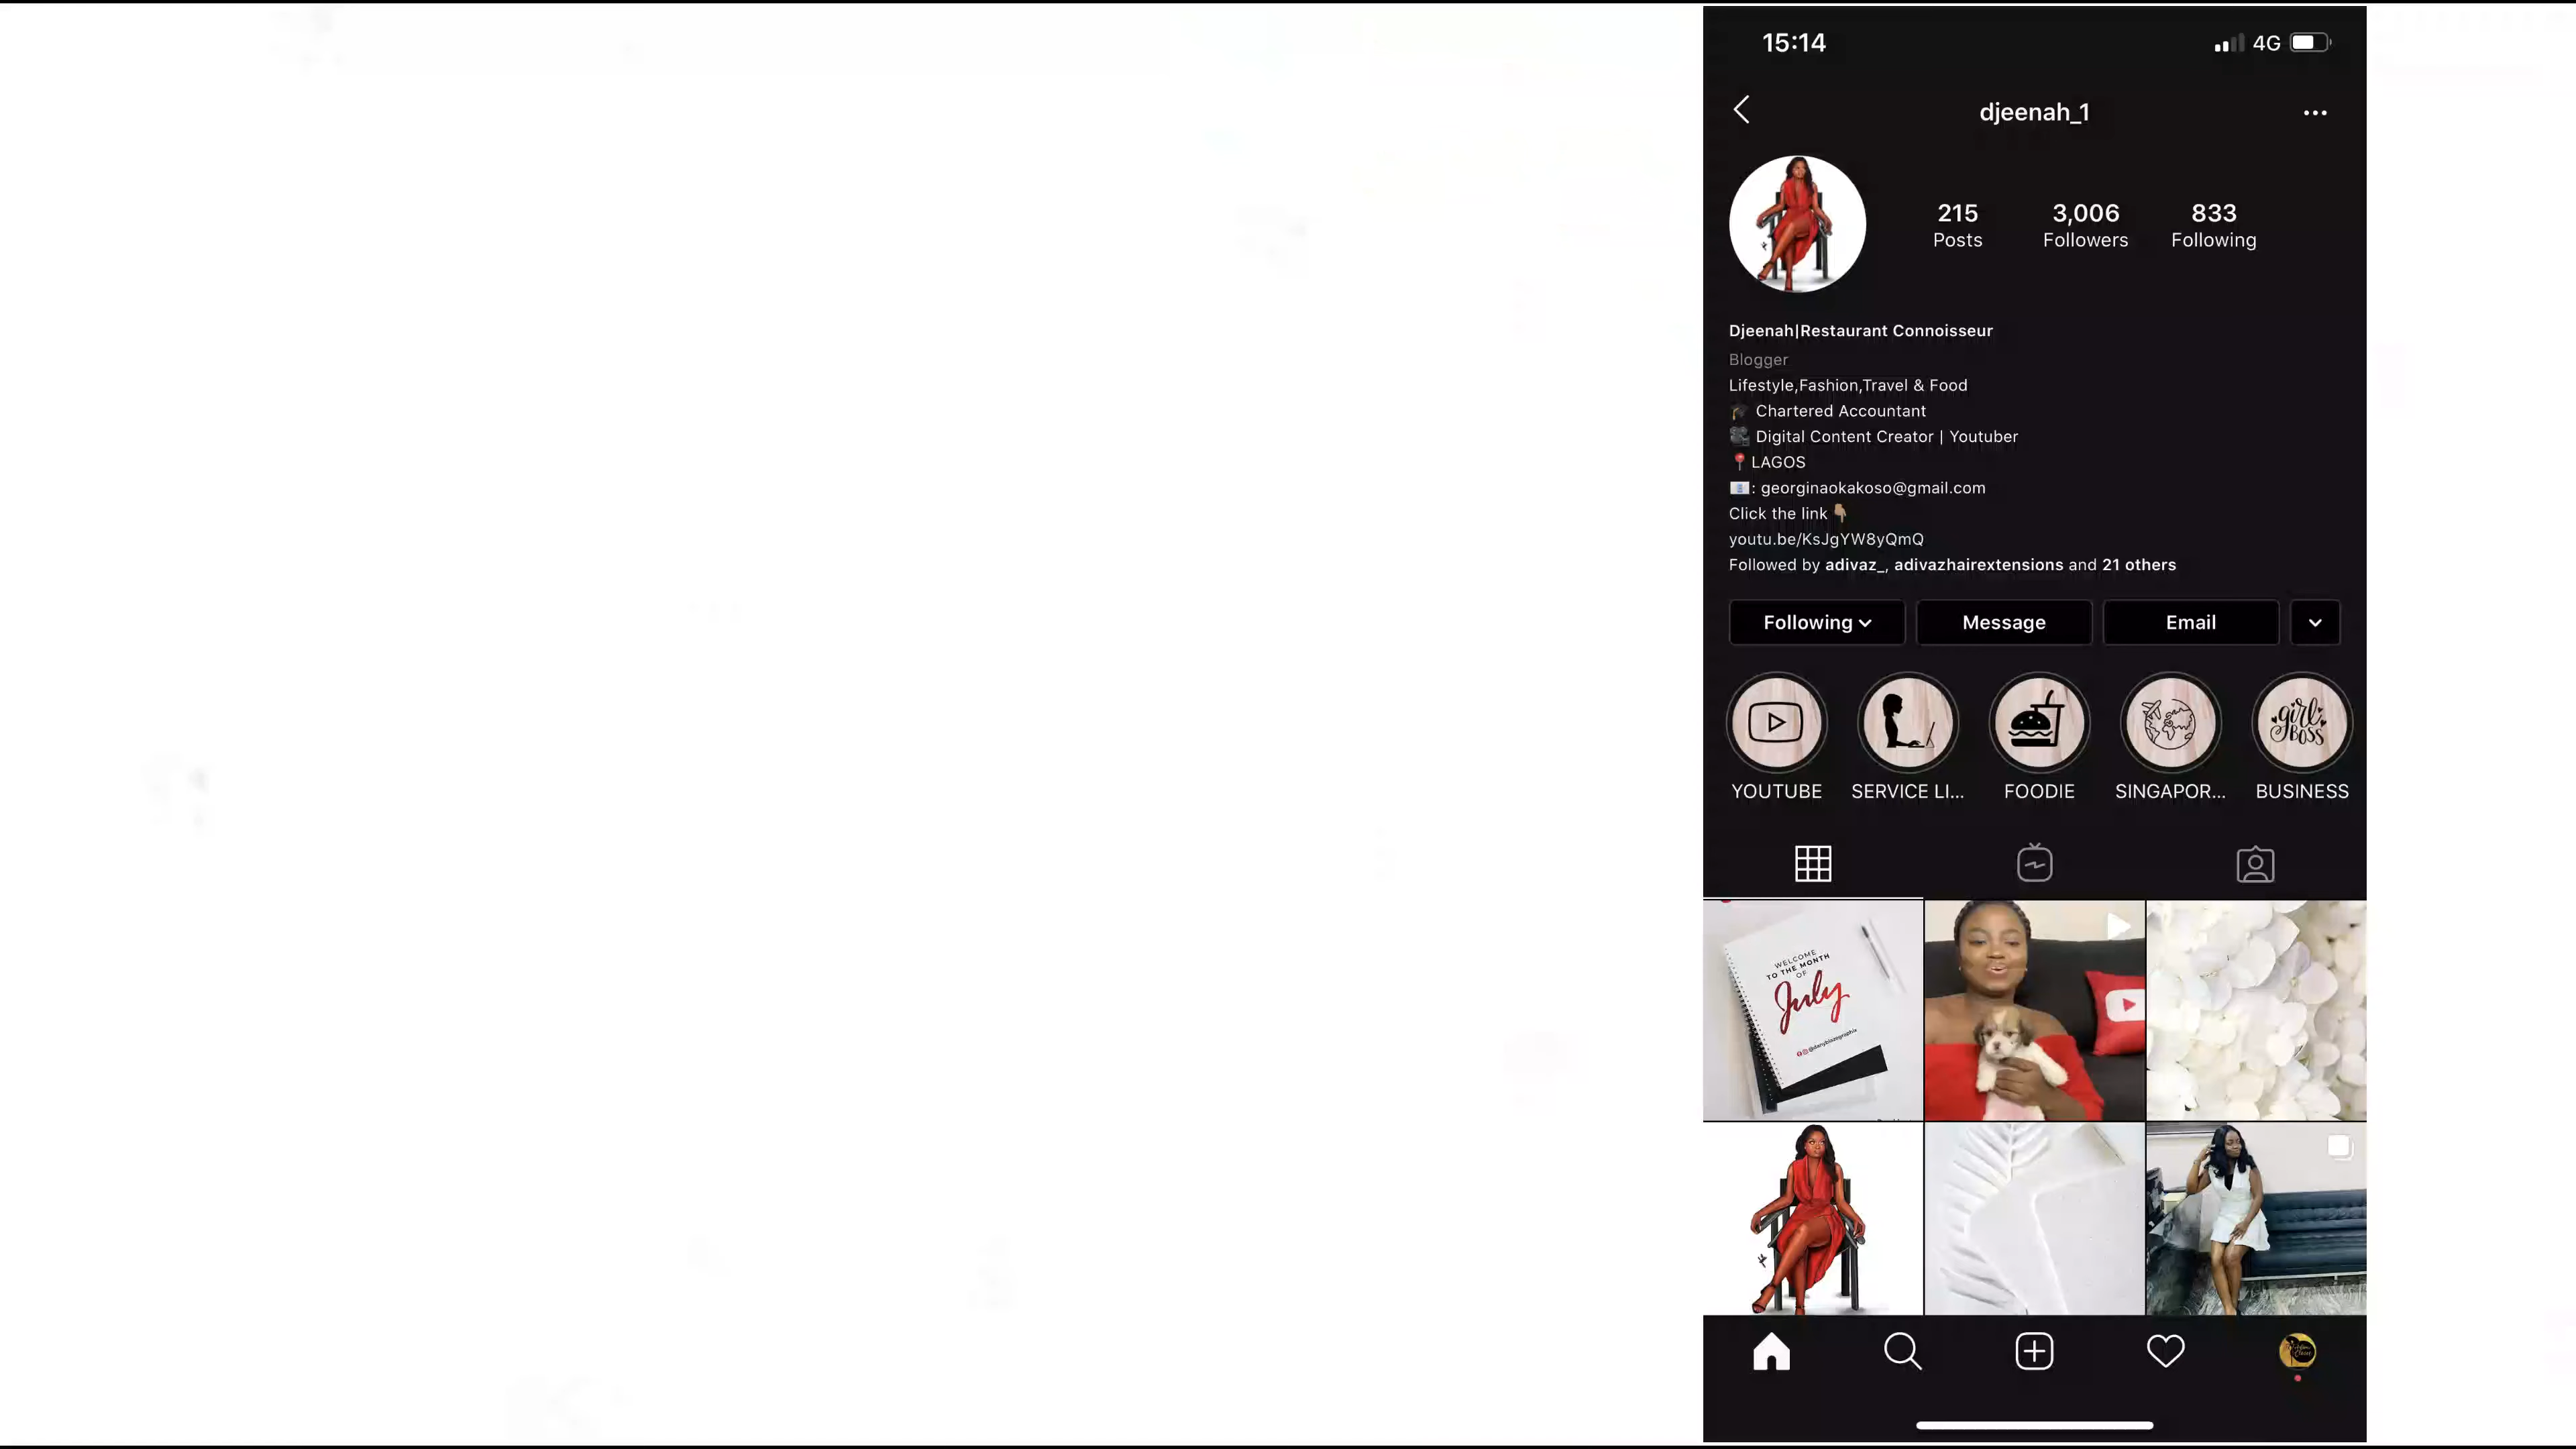 15:14
4G
djeenah_1
215
3,006
833
Posts
Followers
Following
Djeenah|Restaurant Connoisseur
Blogger
Lifestyle,Fashion,Travel & Food
🎓 Chartered Accountant
🎥 Digital Content Creator | Youtuber
📍LAGOS
📧: georginaokakoso@gmail.com
Click the link👇🏽
youtu.be/KsJgYW8yQmQ
Followed by adivaz_, adivazhairextensions and 21 others
Following
Message
Email
girl BOSS
YOUTUBE
SERVICE LI...
FOODIE
SINGAPOR...
BUSINESS
WELCOME
TO THE MONTH
OF
July